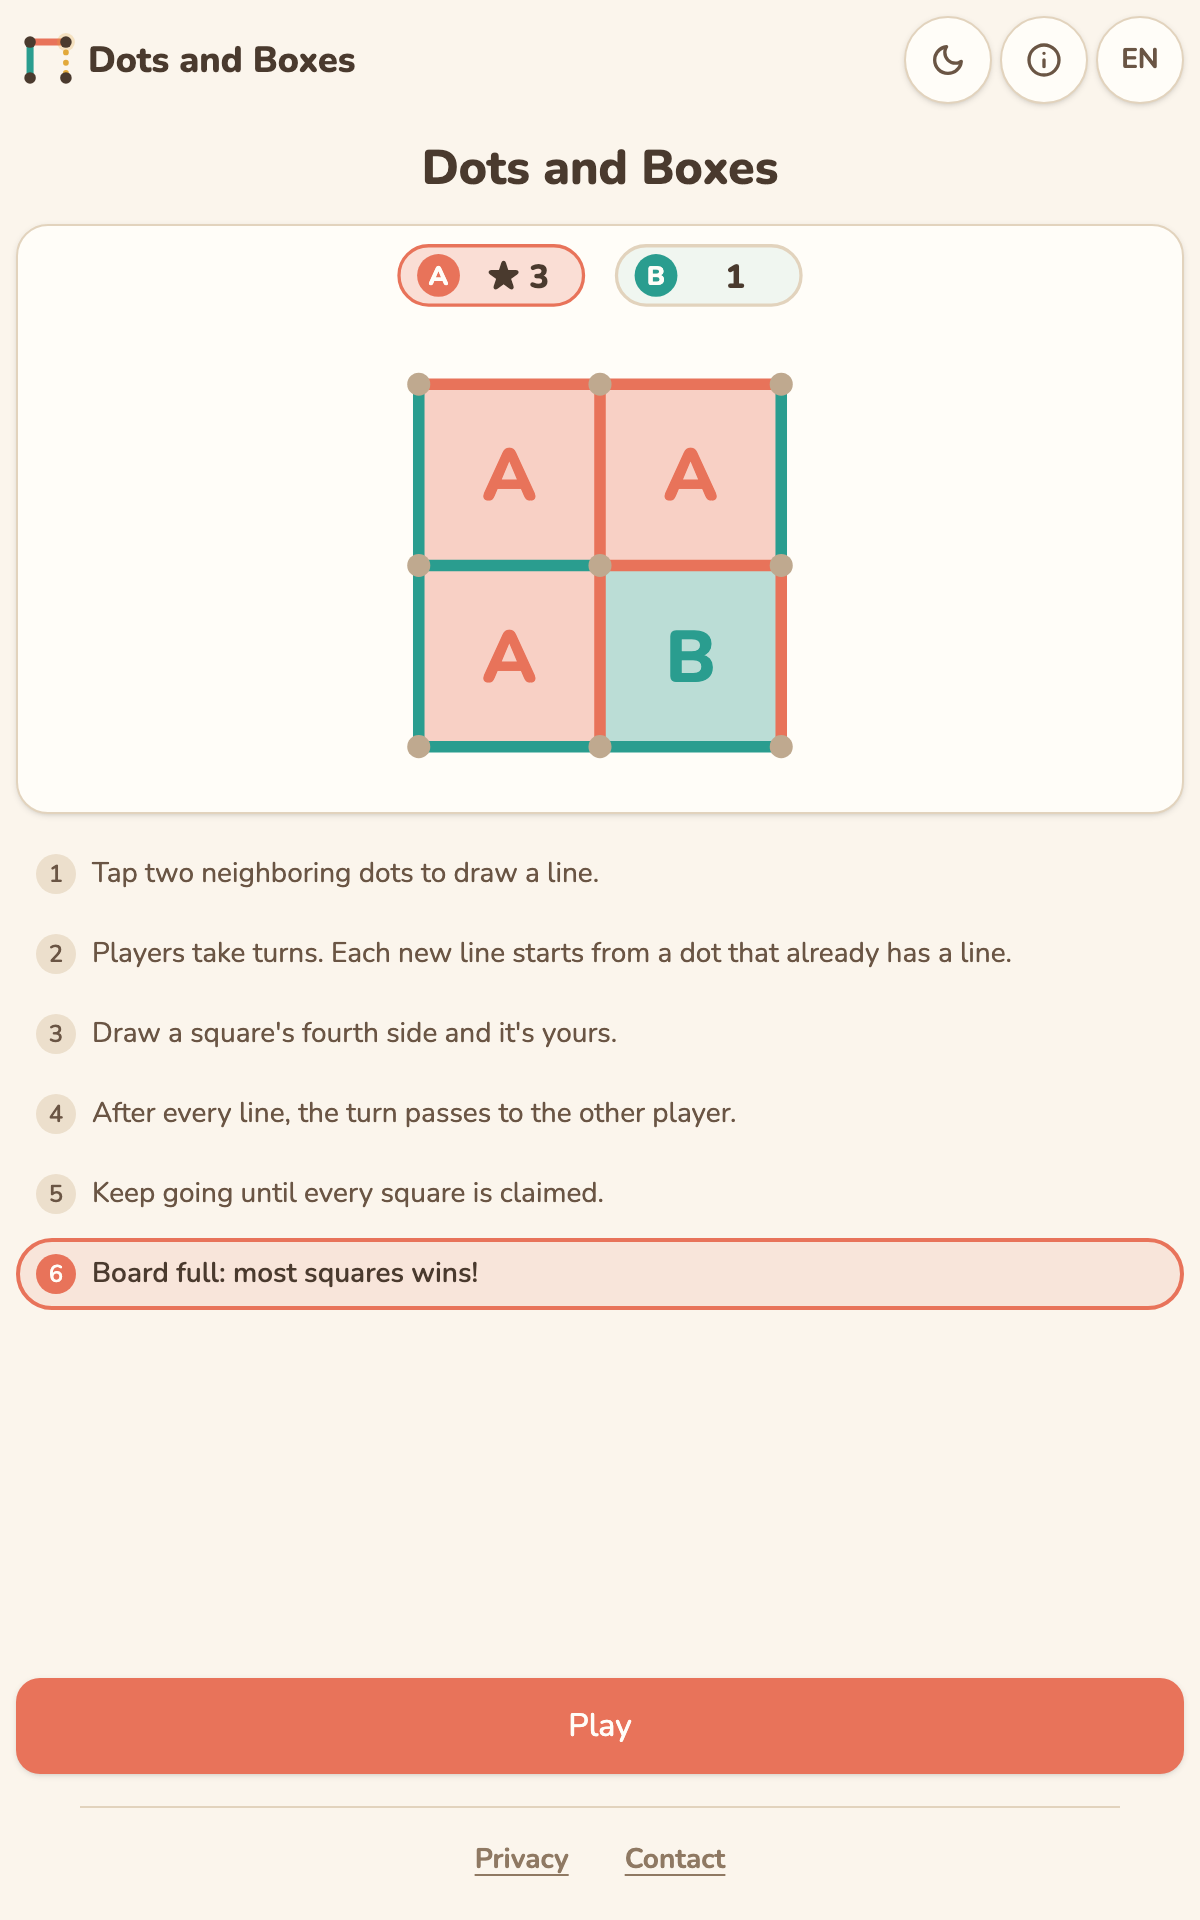 Dots and Boxes
EN
Dots and Boxes
A ★ 3
B 1
A A
A B
1 Tap two neighboring dots to draw a line.
2 Players take turns. Each new line starts from a dot that already has a line.
3 Draw a square's fourth side and it's yours.
4 After every line, the turn passes to the other player.
5 Keep going until every square is claimed.
6 Board full: most squares wins!
Play
Privacy Contact